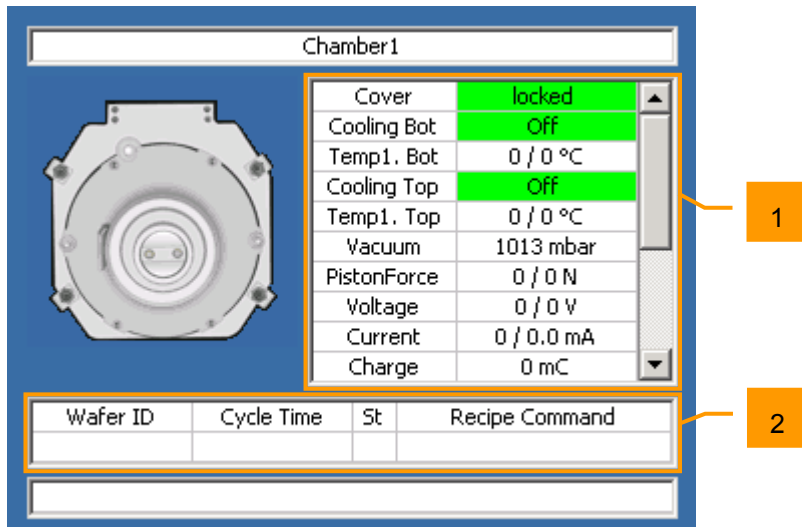 Chamber1
Cover locked
Cooling Bot Off
Temp1. Bot 0 / 0 °C
Cooling Top Off
Temp1. Top 0 / 0 °C
Vacuum 1013 mbar
PistonForce 0 / 0 N
Voltage 0 / 0 V
Current 0 / 0.0 mA
Charge 0 mC
1
Wafer ID Cycle Time St Recipe Command
2